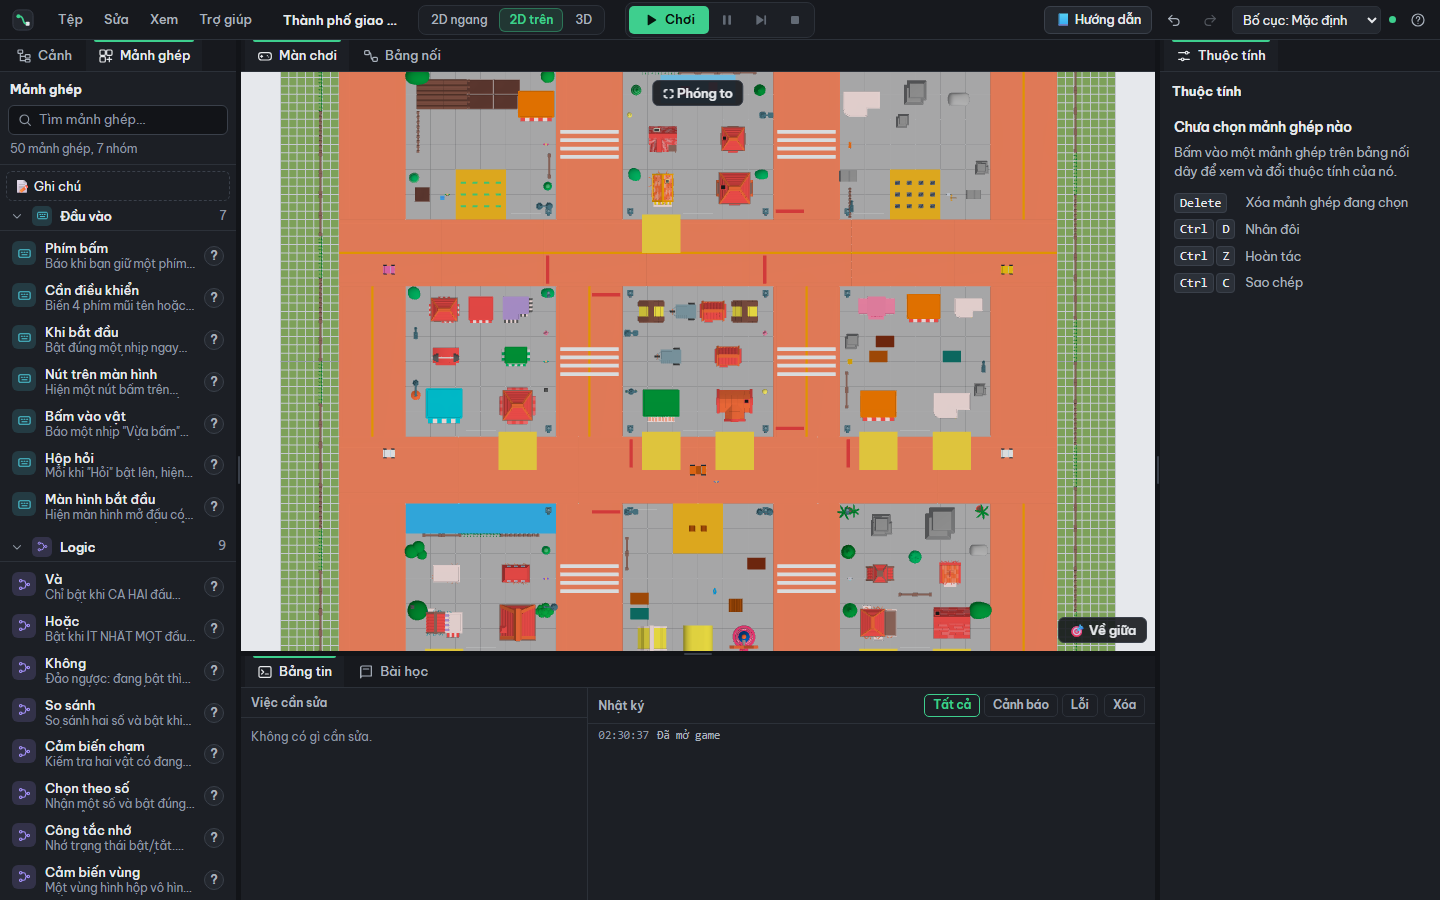 Tệp
Sửa
Xem
Trợ giúp
Thành phố giao ...
2D ngang
2D trên
3D
Chơi
Hướng dẫn
Bố cục: Mặc định
Cảnh
Mảnh ghép
Màn chơi
Bảng nối
Thuộc tính
Mảnh ghép
Tìm mảnh ghép...
50 mảnh ghép, 7 nhóm
Ghi chú
Đầu vào
7
Phím bấm
Báo khi bạn giữ một phím...
?
Cần điều khiển
Biến 4 phím mũi tên hoặc...
?
Khi bắt đầu
Bật đúng một nhịp ngay...
?
Nút trên màn hình
Hiện một nút bấm trên...
?
Bấm vào vật
Báo một nhịp "Vừa bấm"...
?
Hộp hỏi
Mỗi khi "Hỏi" bật lên, hiện...
?
Màn hình bắt đầu
Hiện màn hình mở đầu có...
?
Logic
9
Và
Chỉ bật khi CẢ HAI đầu...
?
Hoặc
Bật khi ÍT NHẤT MỘT đầu...
?
Không
Đảo ngược: đang bật thì...
?
So sánh
So sánh hai số và bật khi...
?
Cảm biến chạm
Kiểm tra hai vật có đang...
?
Chọn theo số
Nhận một số và bật đúng...
?
Công tắc nhớ
Nhớ trạng thái bật/tắt....
?
Cảm biến vùng
Một vùng hình hộp vô hìn...
?
Phóng to
Về giữa
Bảng tin
Bài học
Việc cần sửa
Không có gì cần sửa.
Nhật ký
Tất cả
Cảnh báo
Lỗi
Xóa
02:30:37 Đã mở game
Thuộc tính
Chưa chọn mảnh ghép nào
Bấm vào một mảnh ghép trên bảng nối
dây để xem và đổi thuộc tính của nó.
Delete
Xóa mảnh ghép đang chọn
Ctrl D
Nhân đôi
Ctrl Z
Hoàn tác
Ctrl C
Sao chép